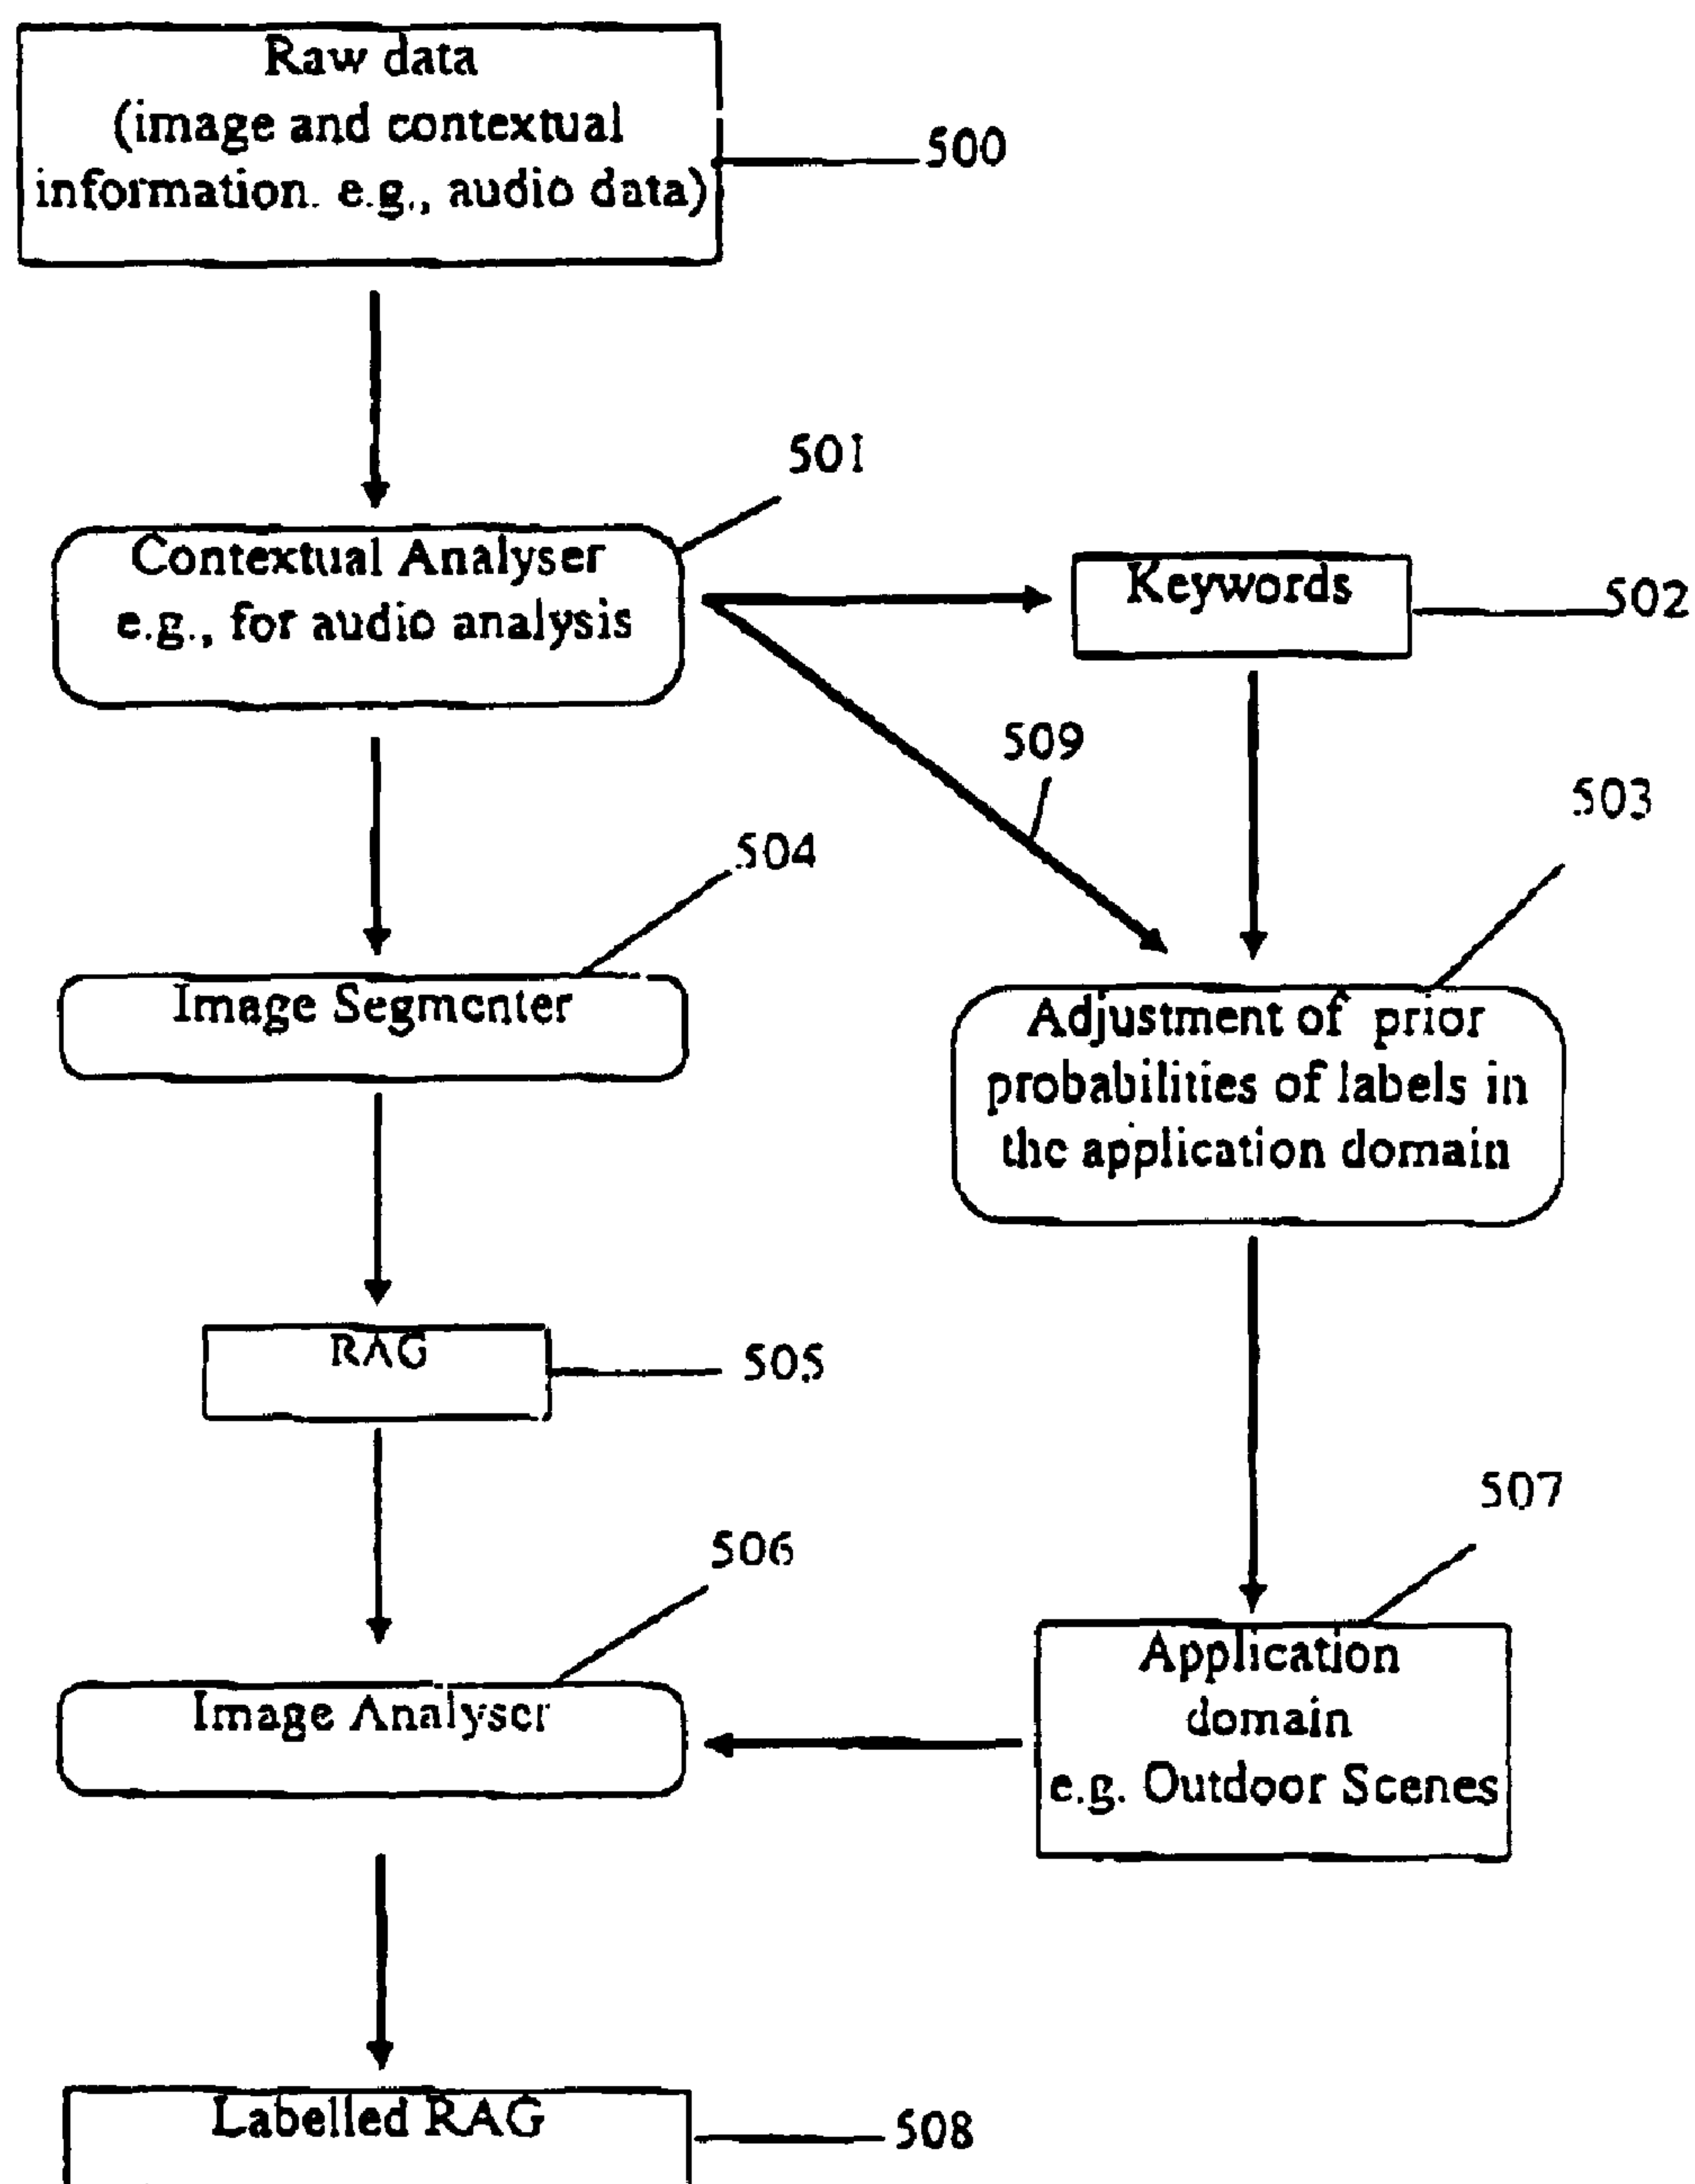 Raw data
(image and contextual
information. e.g., audio data)
500
501
Contextual Analyser
e.g., for audio analysis
Keywords
502
509
503
504
Image Segmenter
Adjustment of prior
probabilities of labels in
the application domain
RAG
505
507
506
Image Analyser
Application
domain
e.g. Outdoor Scenes
Labelled RAG
508